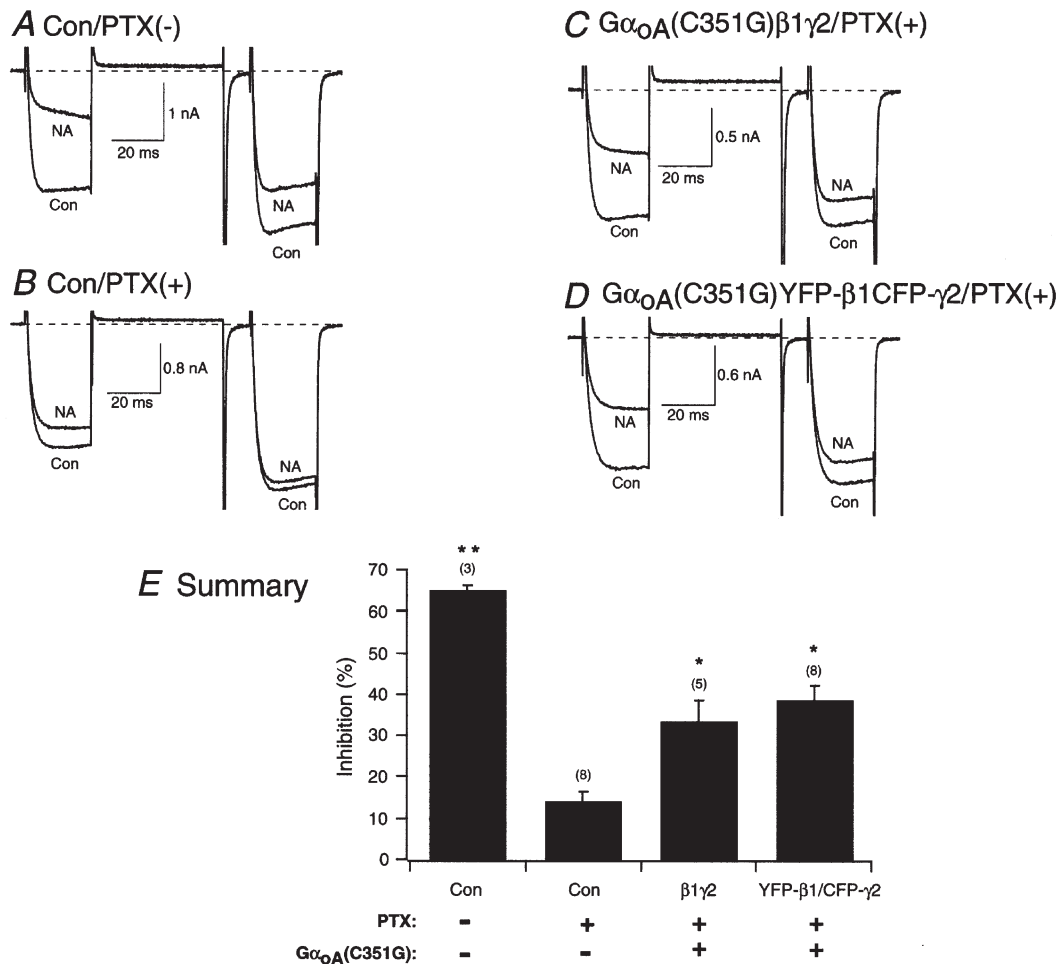 A Con/PTX(-)
NA
Con
1 nA
20 ms
NA
Con
B Con/PTX(+)
NA
Con
0.8 nA
20 ms
NA
Con
C Gα₀A(C351G)β1γ2/PTX(+)
NA
Con
0.5 nA
20 ms
NA
Con
D Gα₀A(C351G)YFP-β1CFP-γ2/PTX(+)
NA
Con
0.6 nA
20 ms
NA
Con
E Summary
Inhibition (%)
70
60
50
40
30
20
10
0
** (3)
(8)
* (5)
* (8)
Con Con β1γ2 YFP-β1/CFP-γ2
PTX: - + + +
GαoA(C351G): - - + +